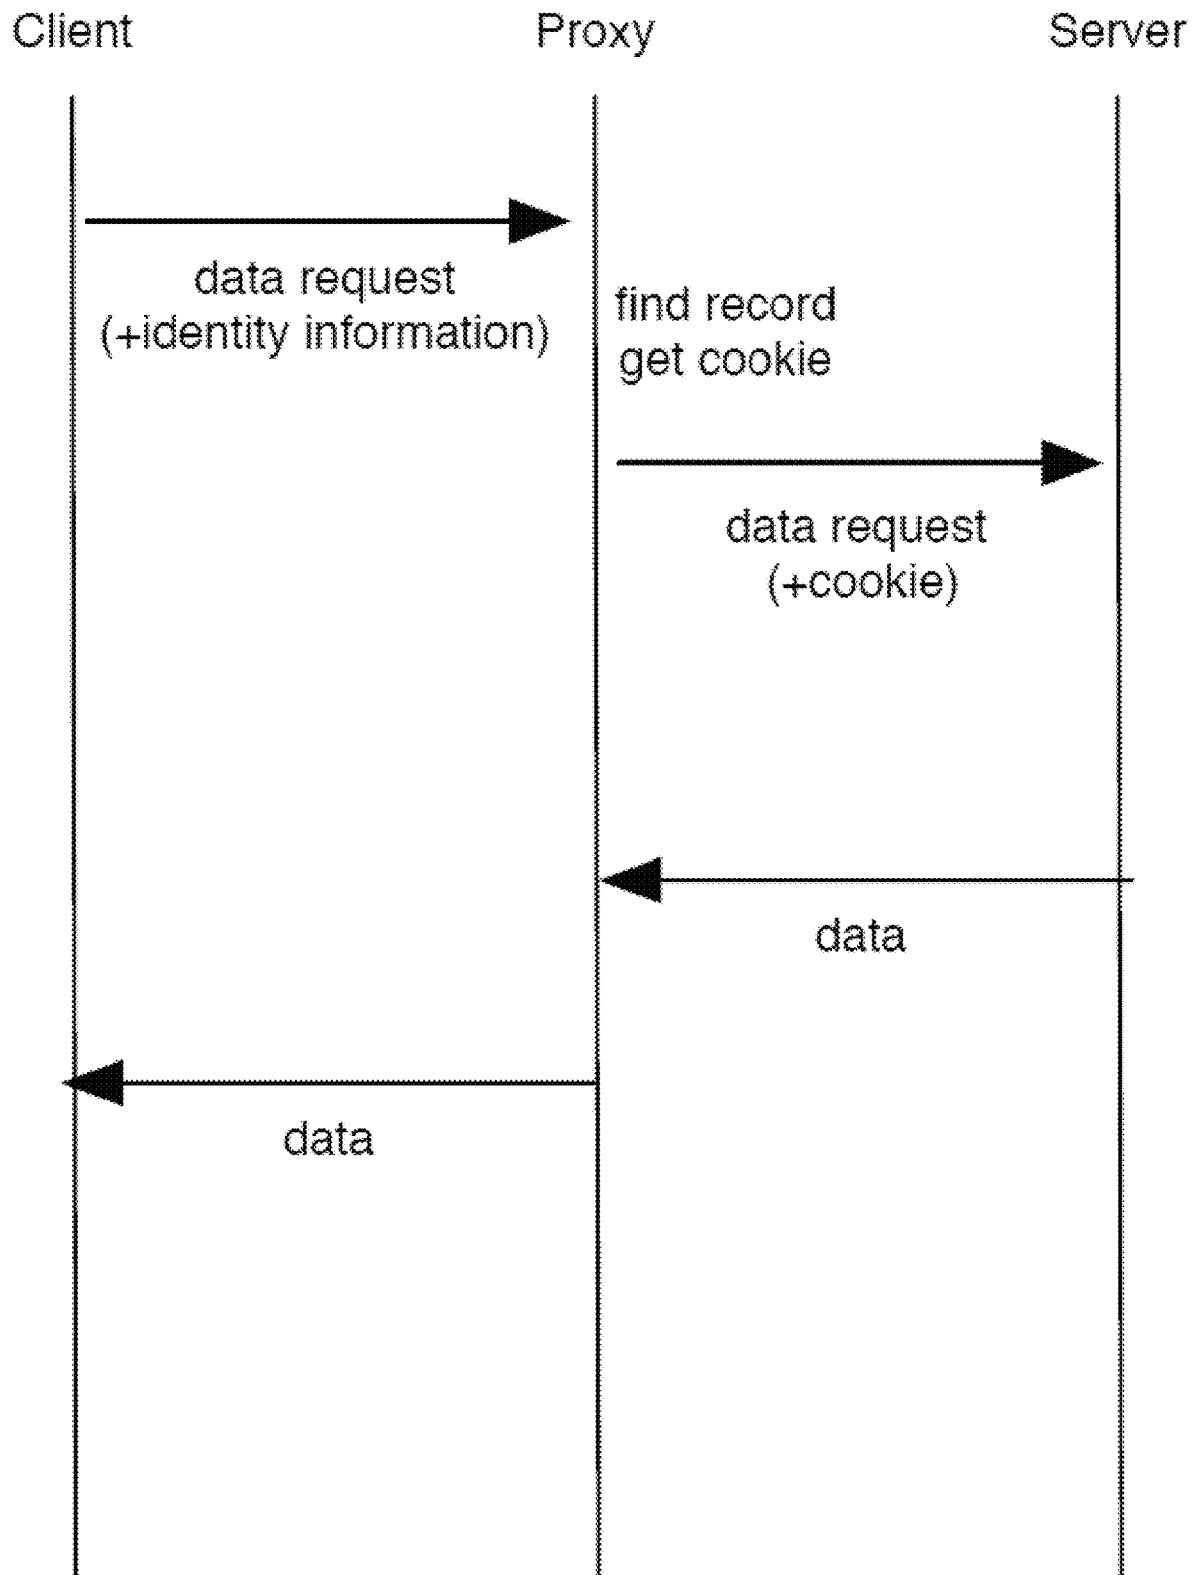 Client
Proxy
Server
data request
(+identity information)
find record
get cookie
data request
(+cookie)
data
data